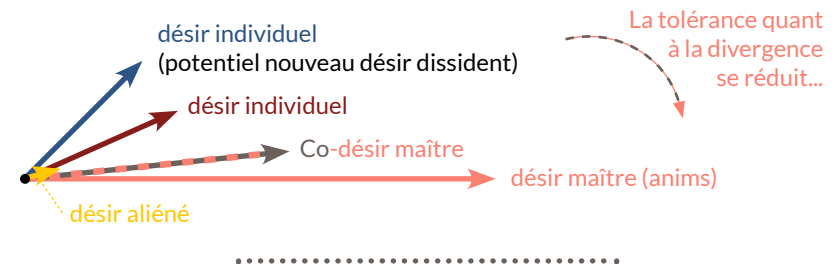 désir individuel
(potentiel nouveau désir dissident)
La tolérance quant
à la divergence
se réduit...
désir individuel
Co-désir maître
désir maître (anims)
désir aliéné